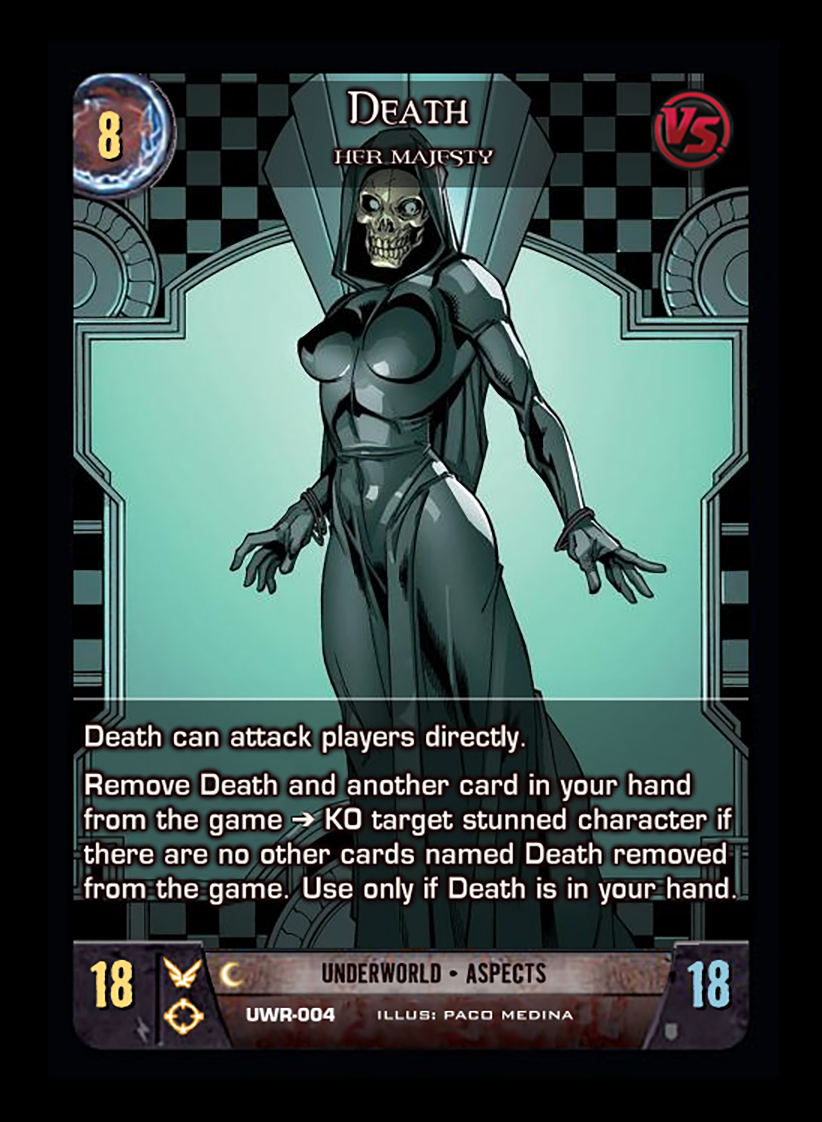 8
Death
Her Majesty
VS.
Death can attack players directly.
Remove Death and another card in your hand
from the game → KO target stunned character if
there are no other cards named Death removed
from the game. Use only if Death is in your hand.
18
UNDERWORLD • ASPECTS
18
UWR-004 ILLUS: PACO MEDINA